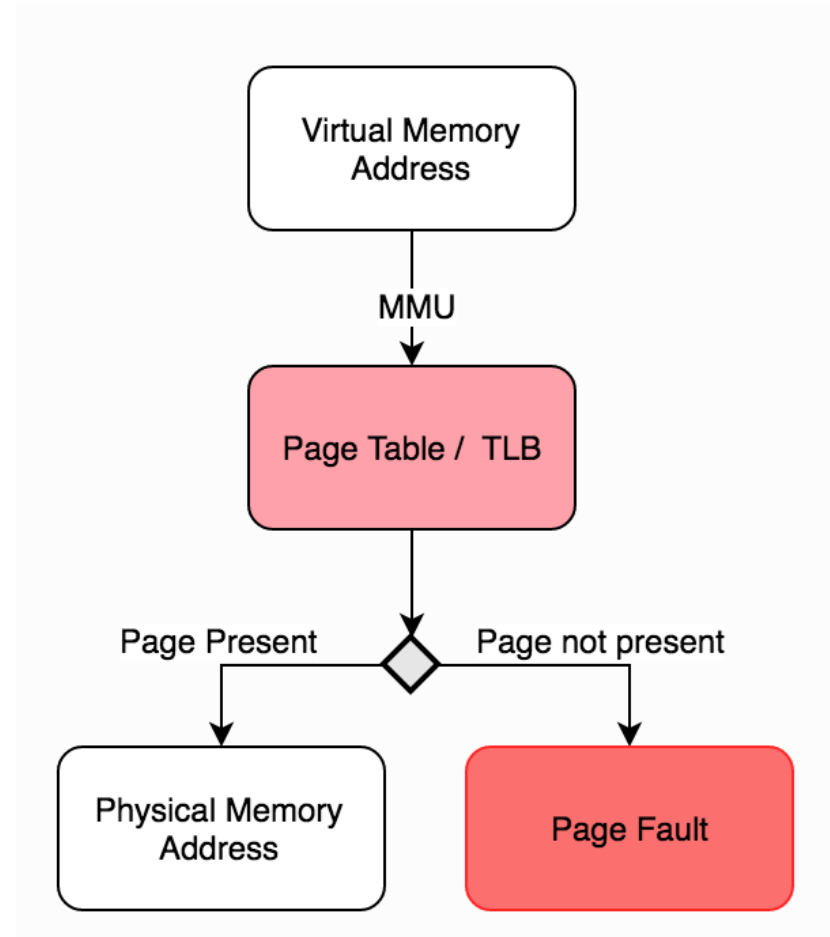 Virtual Memory
Address
MMU
Page Table /  TLB
Page Present
Page not present
Physical Memory
Address
Page Fault